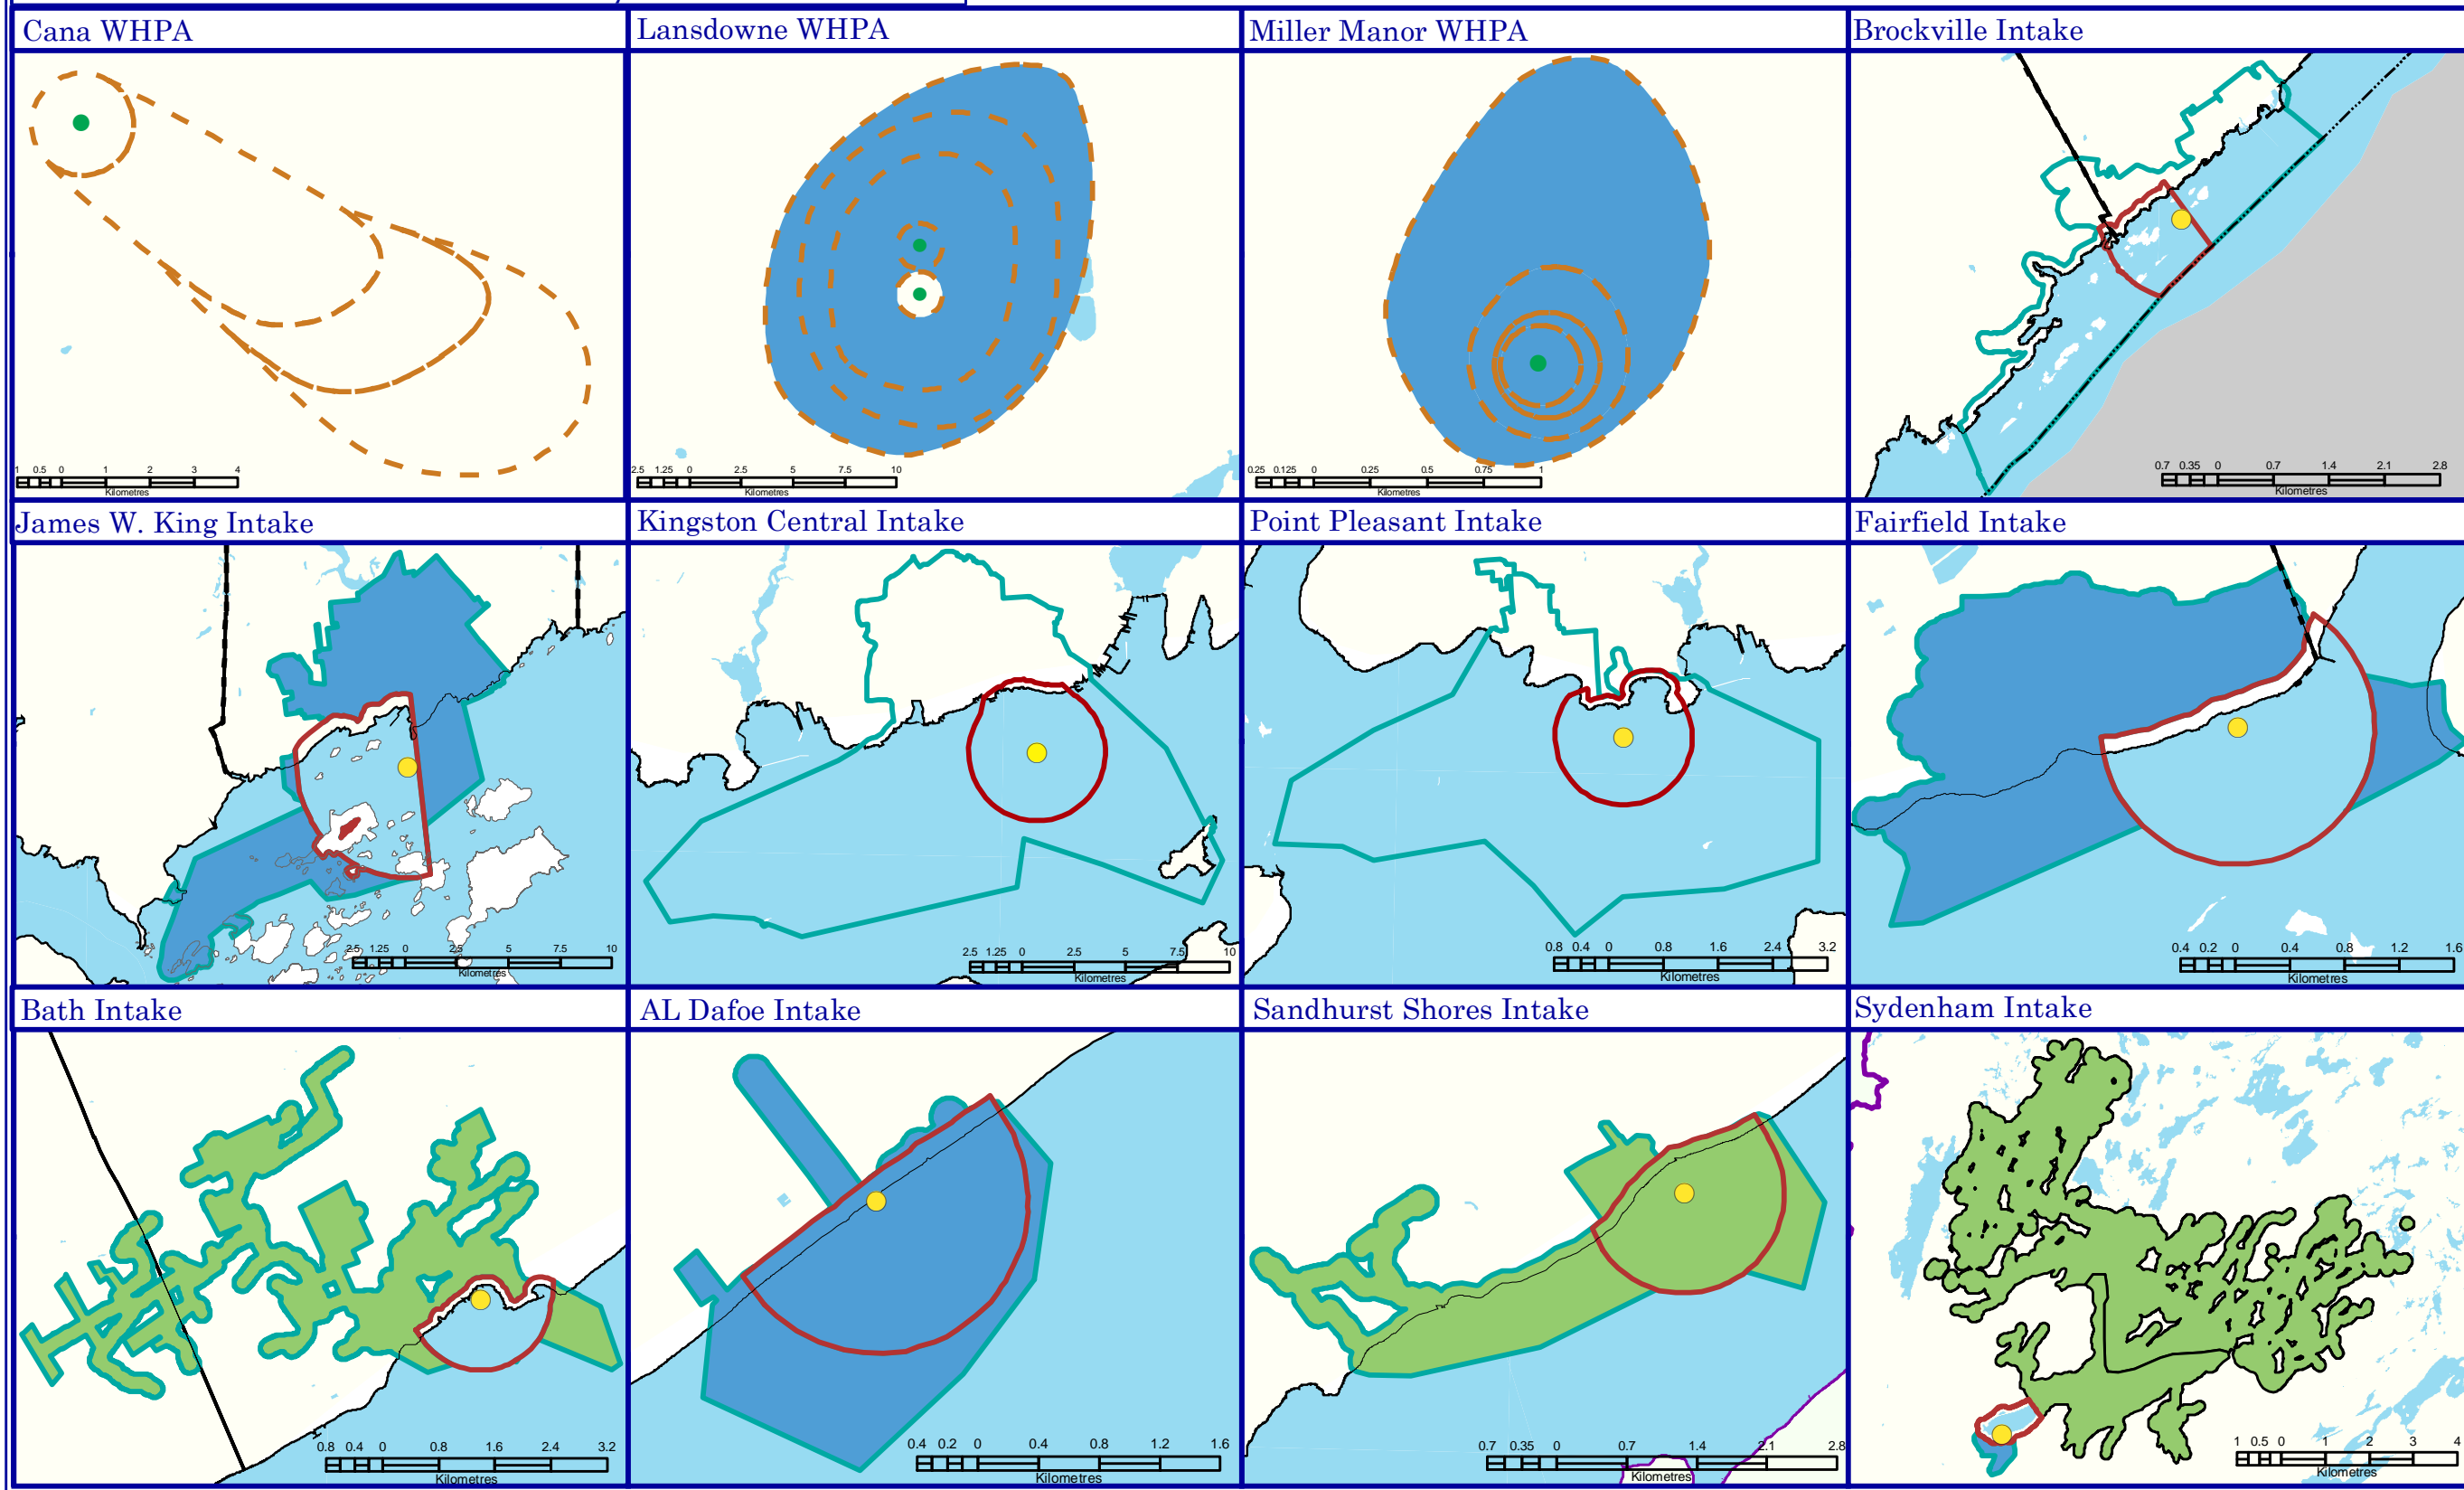 Cana WHPA
Lansdowne WHPA
Miller Manor WHPA
Brockville Intake
1 0.5 0 1 2 3 4
Kilometres
2.5 1.25 0 2.5 5 7.5 10
Kilometres
0.25 0.125 0 0.25 0.5 0.75 1
Kilometres
0.7 0.35 0 0.7 1.4 2.1 2.8
Kilometres
James W. King Intake
Kingston Central Intake
Point Pleasant Intake
Fairfield Intake
2.5 1.25 0 2.5 5 7.5 10
Kilometres
2.5 1.25 0 2.5 5 7.5 10
Kilometres
0.8 0.4 0 0.8 1.6 2.4 3.2
Kilometres
0.4 0.2 0 0.4 0.8 1.2 1.6
Kilometres
Bath Intake
AL Dafoe Intake
Sandhurst Shores Intake
Sydenham Intake
0.8 0.4 0 0.8 1.6 2.4 3.2
Kilometres
0.4 0.2 0 0.4 0.8 1.2 1.6
Kilometres
0.7 0.35 0 0.7 1.4 2.1 2.8
Kilometres
1 0.5 0 1 2 3 4
Kilometres